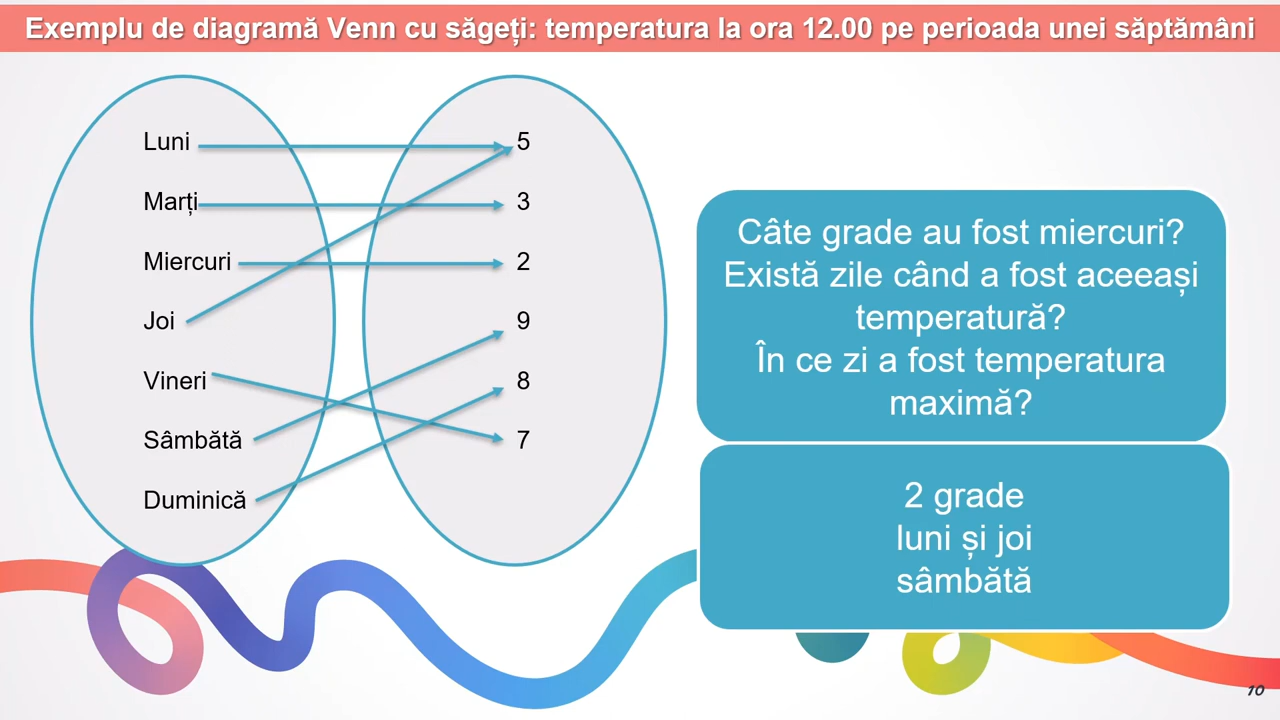 Exemplu de diagramă Venn cu săgeți: temperatura la ora 12.00 pe perioada unei săptămâni
Luni
Marți
Miercuri
Joi
Vineri
Sâmbătă
Duminică
5
3
2
9
8
7
Câte grade au fost miercuri?
Există zile când a fost aceeași
temperatură?
În ce zi a fost temperatura
maximă?
2 grade
luni și joi
sâmbătă
10